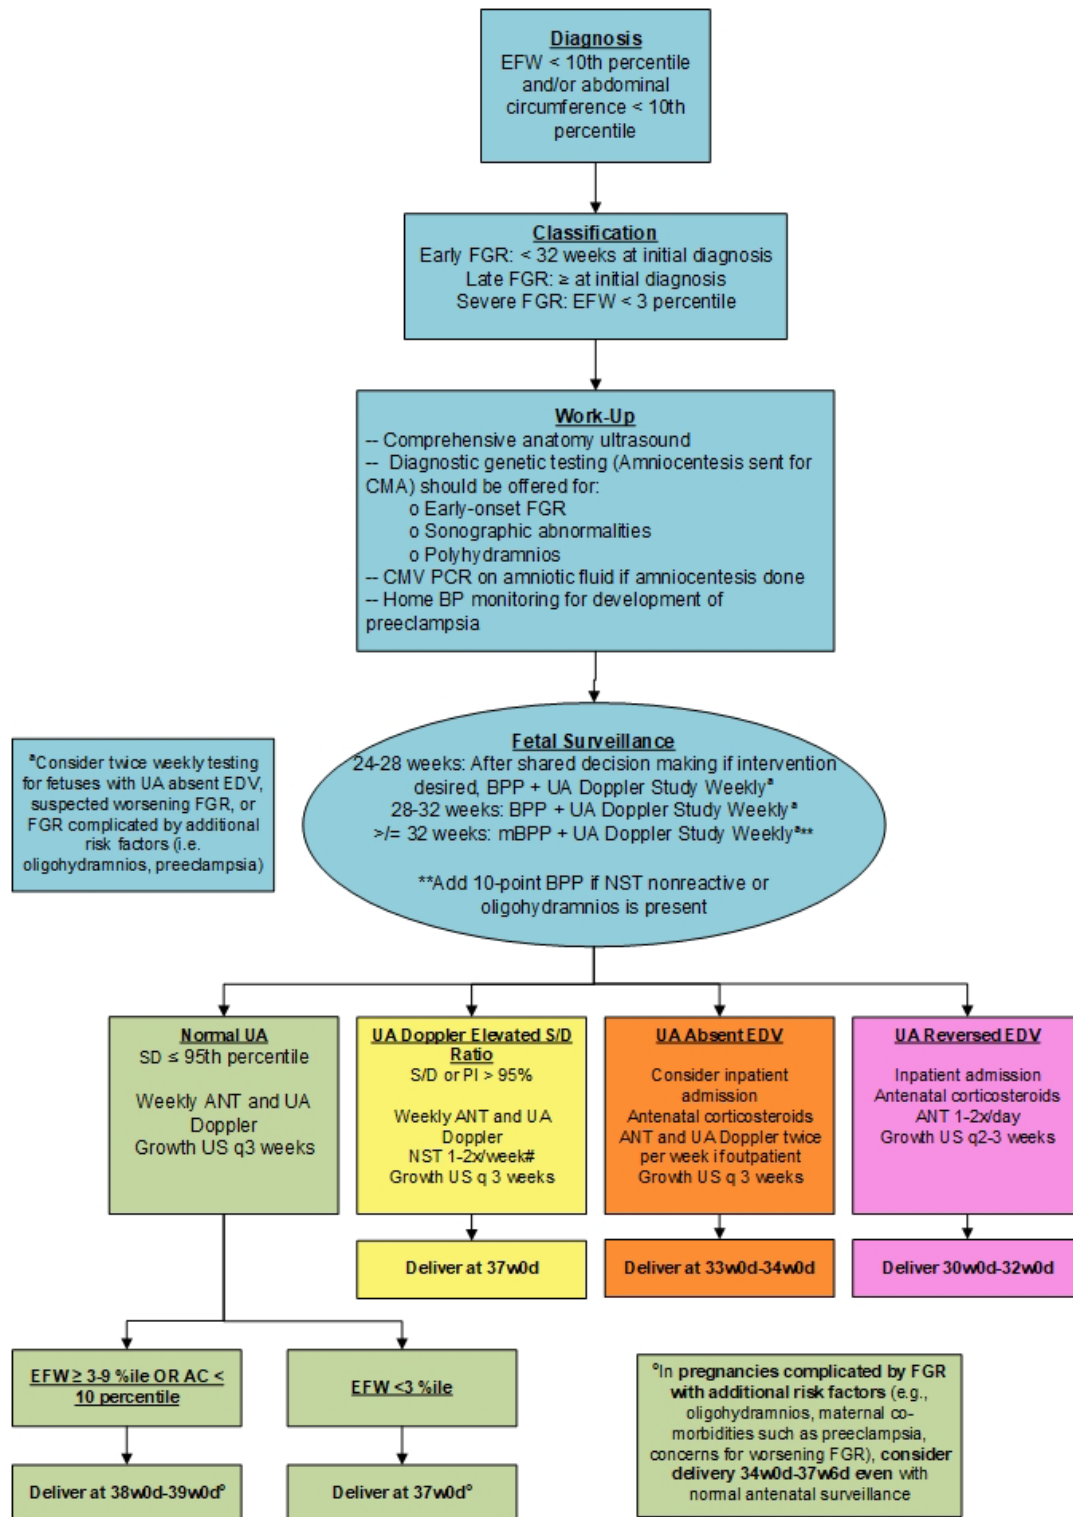 Diagnosis
EFW < 10th percentile
and/or abdominal
circumference < 10th
percentile
Classification
Early FGR: < 32 weeks at initial diagnosis
Late FGR: ≥ at initial diagnosis
Severe FGR: EFW < 3 percentile
Work-Up
-- Comprehensive anatomy ultrasound
-- Diagnostic genetic testing (Amniocentesis sent for
CMA) should be offered for:
o Early-onset FGR
o Sonographic abnormalities
o Polyhydramnios
-- CMV PCR on amniotic fluid if amniocentesis done
-- Home BP monitoring for development of
preeclampsia
ªConsider twice weekly testing
for fetuses with UA absent EDV,
suspected worsening FGR, or
FGR complicated by additional
risk factors (i.e.
oligohydramnios, preeclampsia)
Fetal Surveillance
24-28 weeks: After shared decision making if intervention
desired, BPP + UA Doppler Study Weeklyª
28-32 weeks: BPP + UA Doppler Study Weeklyª
>/= 32 weeks: mBPP + UA Doppler Study Weeklyª**
**Add 10-point BPP if NST nonreactive or
oligohydramnios is present
Normal UA
SD ≤ 95th percentile
Weekly ANT and UA
Doppler
Growth US q3 weeks
UA Doppler Elevated S/D
Ratio
S/D or PI > 95%
Weekly ANT and UA
Doppler
NST 1-2x/week#
Growth US q 3 weeks
UA Absent EDV
Consider inpatient
admission
Antenatal corticosteroids
ANT and UA Doppler twice
per week if outpatient
Growth US q 3 weeks
UA Reversed EDV
Inpatient admission
Antenatal corticosteroids
ANT 1-2x/day
Growth US q2-3 weeks
Deliver at 37w0d
Deliver at 33w0d-34w0d
Deliver 30w0d-32w0d
EFW ≥ 3-9 %ile OR AC <
10 percentile
EFW <3 %ile
Deliver at 38w0d-39w0dº
Deliver at 37w0dº
ºIn pregnancies complicated by FGR
with additional risk factors (e.g.,
oligohydramnios, maternal co-
morbidities such as preeclampsia,
concerns for worsening FGR), consider
delivery 34w0d-37w6d even with
normal antenatal surveillance